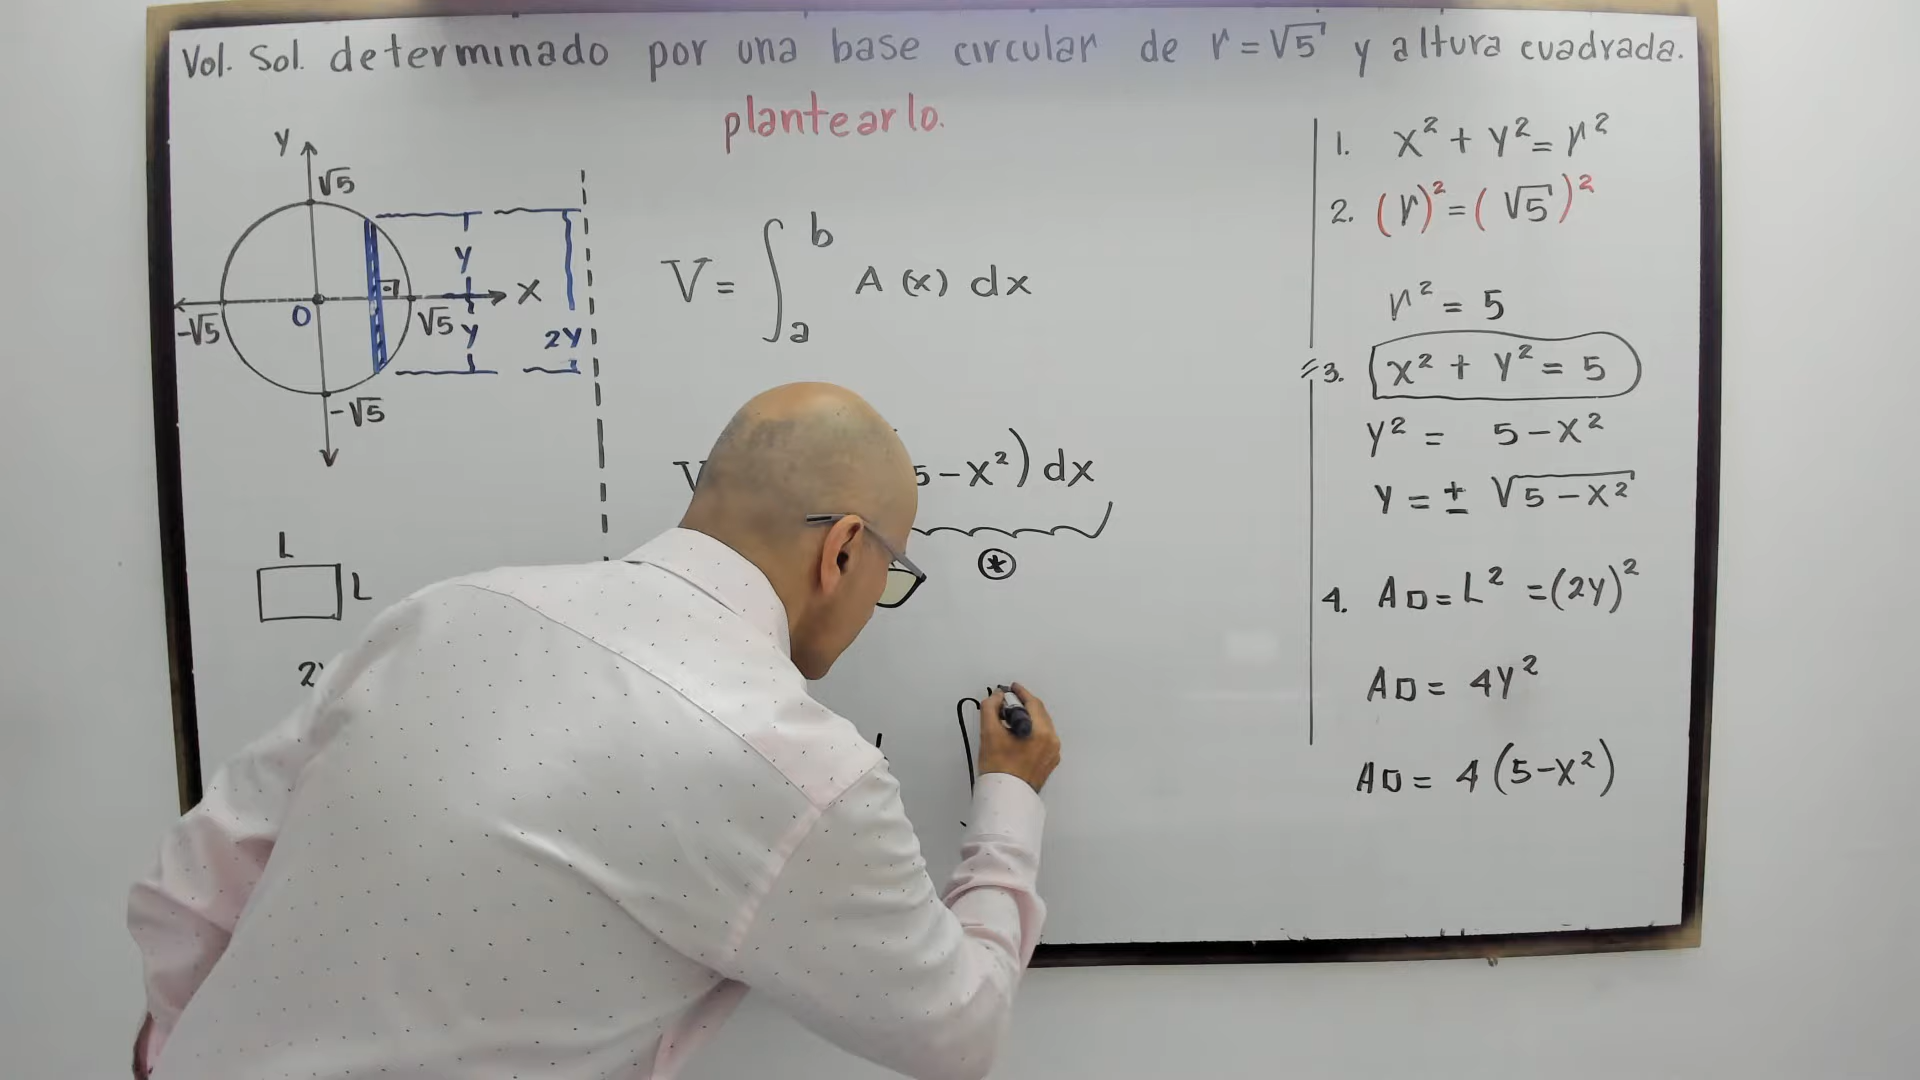 Vol. Sol. determinado por una base circular de r = √5 y altura cuadrada.
plantearlo.
y
√5
y
x
-√5
0
√5
y
2y
-√5
L
L
V = ∫ₐᵇ A (x) dx
5 - x²) dx
*
1. x² + y² = r²
2. (r)² = (√5)²
r² = 5
3. x² + y² = 5
y² = 5 - x²
y = ± √5 - x²
4. A□ = L² = (2y)²
A□ = 4y²
A□ = 4 (5 - x²)